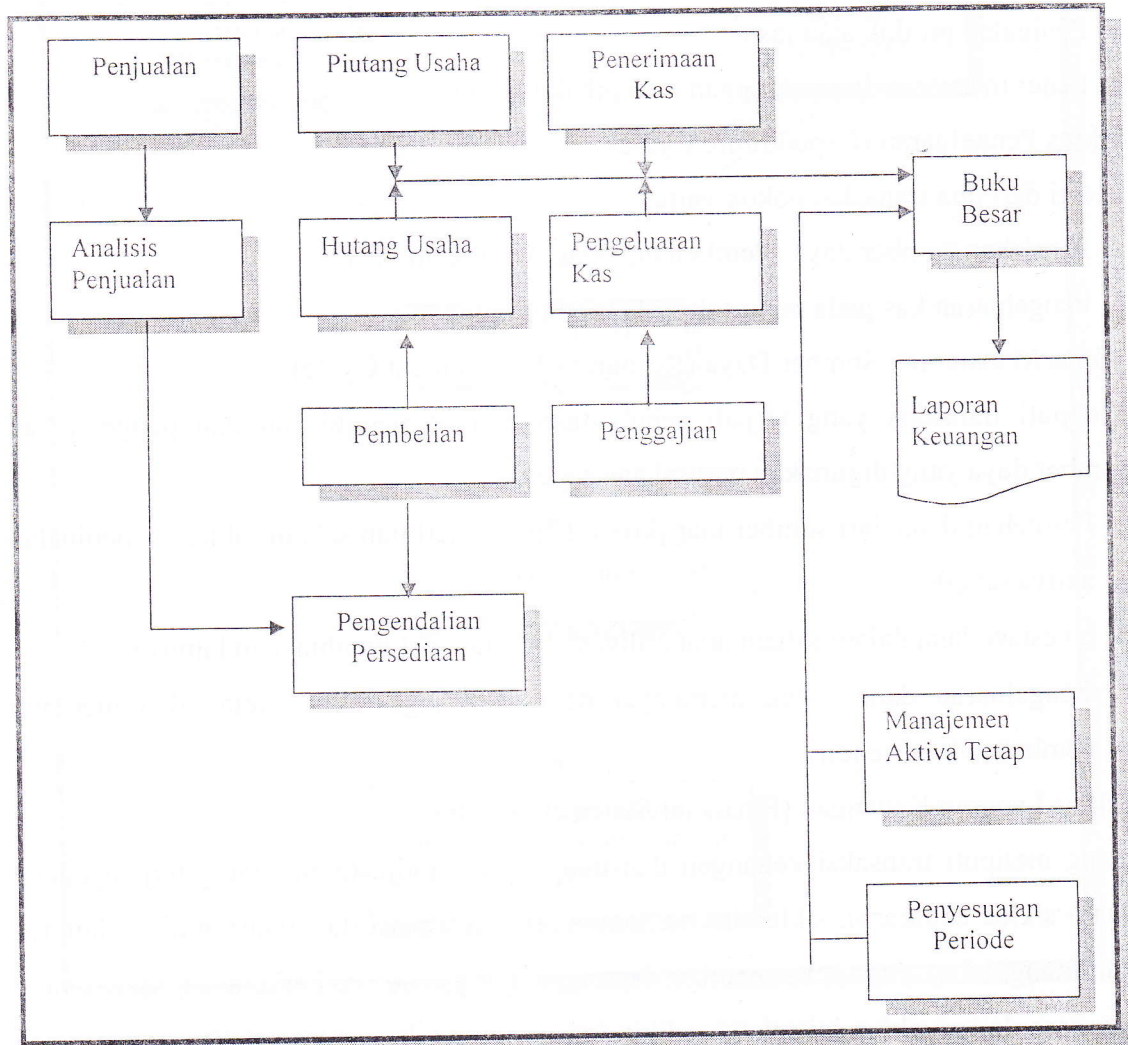 Penjualan
Piutang Usaha
Penerimaan
Kas
Buku
Besar
Analisis
Penjualan
Hutang Usaha
Pengeluaran
Kas
Laporan
Keuangan
Pembelian
Penggajian
Pengendalian
Persediaan
Manajemen
Aktiva Tetap
Penyesuaian
Periode